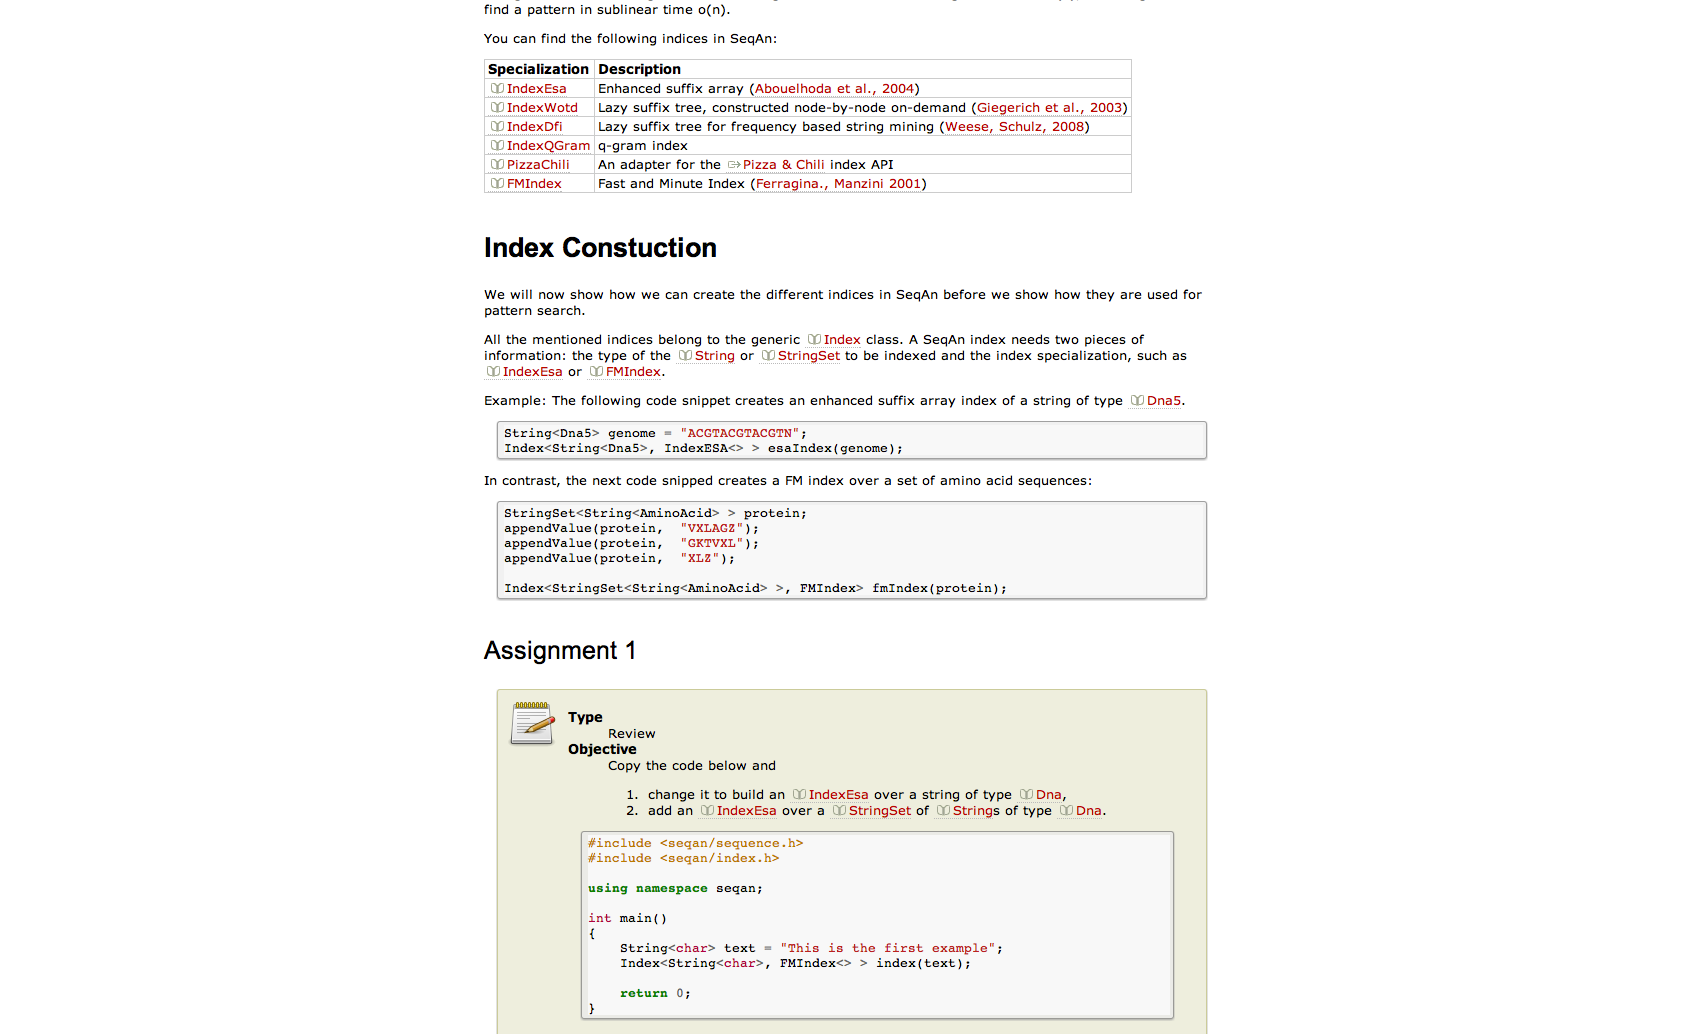 find a pattern in sublinear time o(n).
You can find the following indices in SeqAn:
Specialization Description
IndexEsa Enhanced suffix array (Abouelhoda et al., 2004)
IndexWotd Lazy suffix tree, constructed node-by-node on-demand (Giegerich et al., 2003)
IndexDfi Lazy suffix tree for frequency based string mining (Weese, Schulz, 2008)
IndexQGram q-gram index
PizzaChili An adapter for the Pizza & Chili index API
FMIndex Fast and Minute Index (Ferragina., Manzini 2001)
Index Constuction
We will now show how we can create the different indices in SeqAn before we show how they are used for
pattern search.
All the mentioned indices belong to the generic Index class. A SeqAn index needs two pieces of
information: the type of the String or StringSet to be indexed and the index specialization, such as
IndexEsa or FMIndex.
Example: The following code snippet creates an enhanced suffix array index of a string of type Dna5.
String<Dna5> genome = "ACGTACGTACGTN";
Index<String<Dna5>, IndexESA<> > esaIndex(genome);
In contrast, the next code snipped creates a FM index over a set of amino acid sequences:
StringSet<String<AminoAcid> > protein;
appendValue(protein, "VXLAGZ");
appendValue(protein, "GKTVXL");
appendValue(protein, "XLZ");
Index<StringSet<String<AminoAcid> >, FMIndex> fmIndex(protein);
Assignment 1
Type
Review
Objective
Copy the code below and
1. change it to build an IndexEsa over a string of type Dna,
2. add an IndexEsa over a StringSet of Strings of type Dna.
#include <seqan/sequence.h>
#include <seqan/index.h>
using namespace seqan;
int main()
{
String<char> text = "This is the first example";
Index<String<char>, FMIndex<> > index(text);
return 0;
}